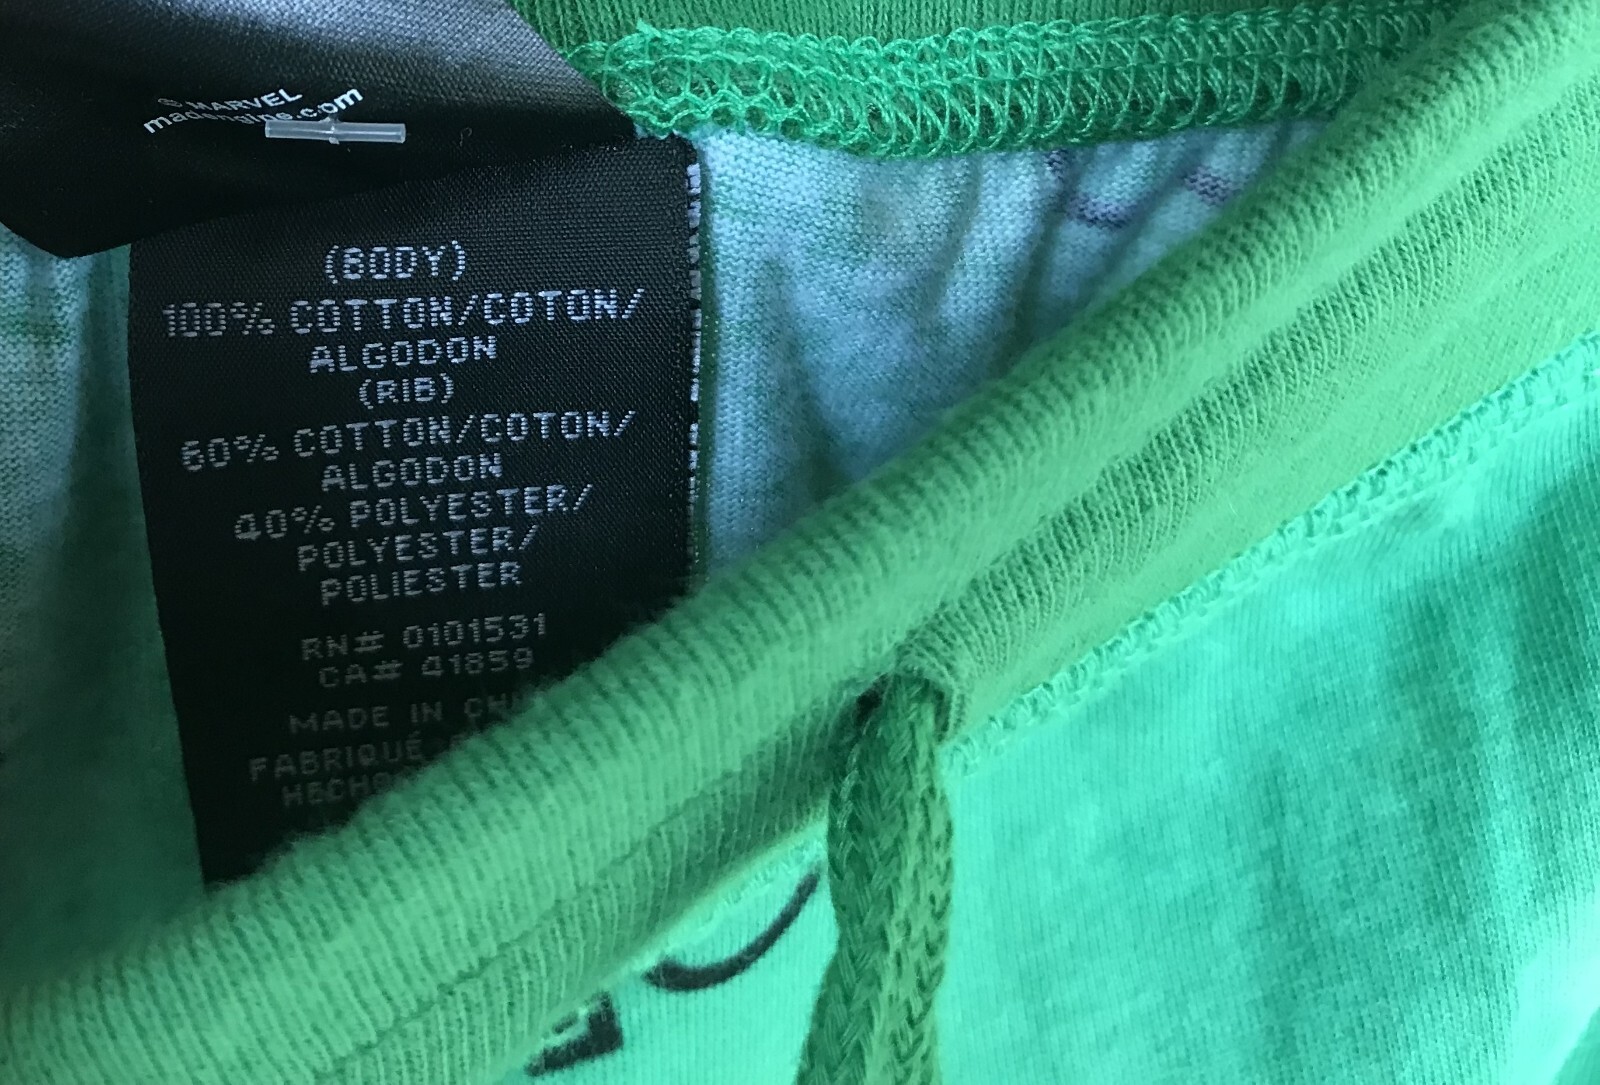 © MARVEL
madengine.com
(BODY)
100% COTTON/COTON/
ALGODON
(RIB)
60% COTTON/COTON/
ALGODON
40% POLYESTER/
POLYESTER/
POLIESTER
RN# 0101531
CA# 41859
MADE IN
FABRIQUÉ